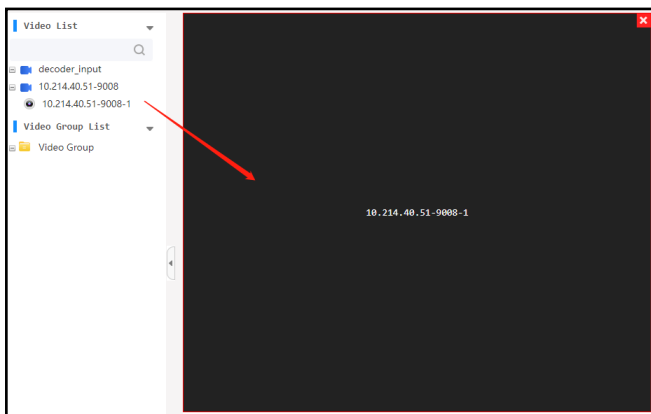 Video List
decoder_input
10.214.40.51-9008
10.214.40.51-9008-1
Video Group List
Video Group
10.214.40.51-9008-1